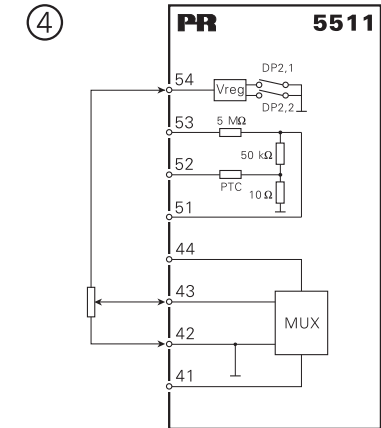 4
PR 5511
54
Vreg
DP2,1
DP2,2
53
5 MΩ
50 kΩ
52
PTC
10 Ω
51
44
43
MUX
42
41